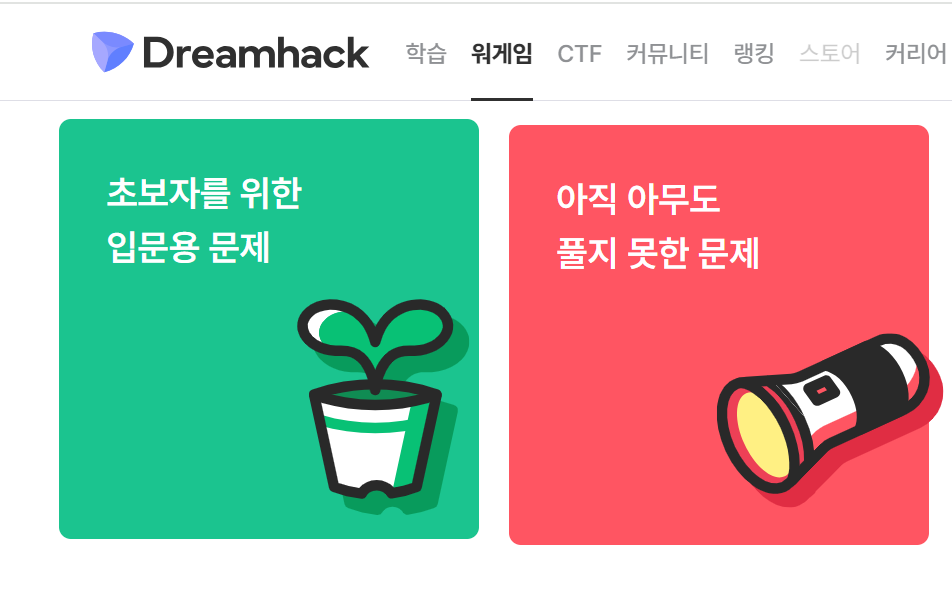 Dreamhack 학습 워게임 CTF 커뮤니티 랭킹 스토어 커리어
초보자를 위한
입문용 문제
아직 아무도
풀지 못한 문제